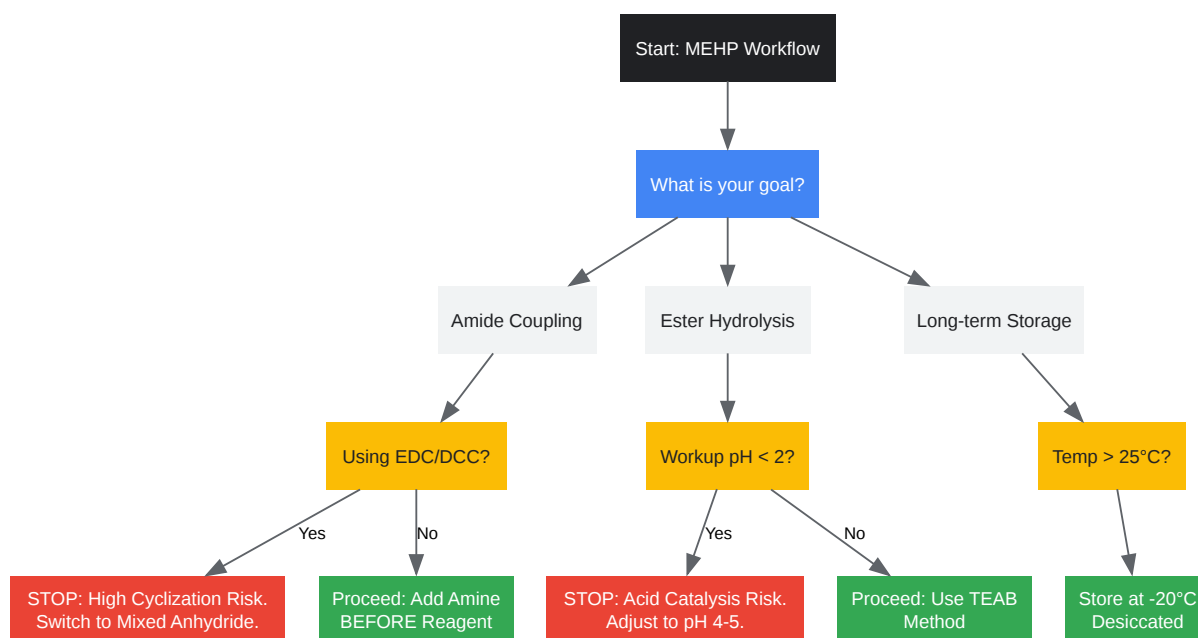 Start: MEHP Workflow
What is your goal?
Amide Coupling
Ester Hydrolysis
Long-term Storage
Using EDC/DCC?
Workup pH < 2?
Temp > 25°C?
Yes
No
Yes
No
STOP: High Cyclization Risk.
Switch to Mixed Anhydride.
Proceed: Add Amine
BEFORE Reagent
STOP: Acid Catalysis Risk.
Adjust to pH 4-5.
Proceed: Use TEAB
Method
Store at -20°C
Desiccated